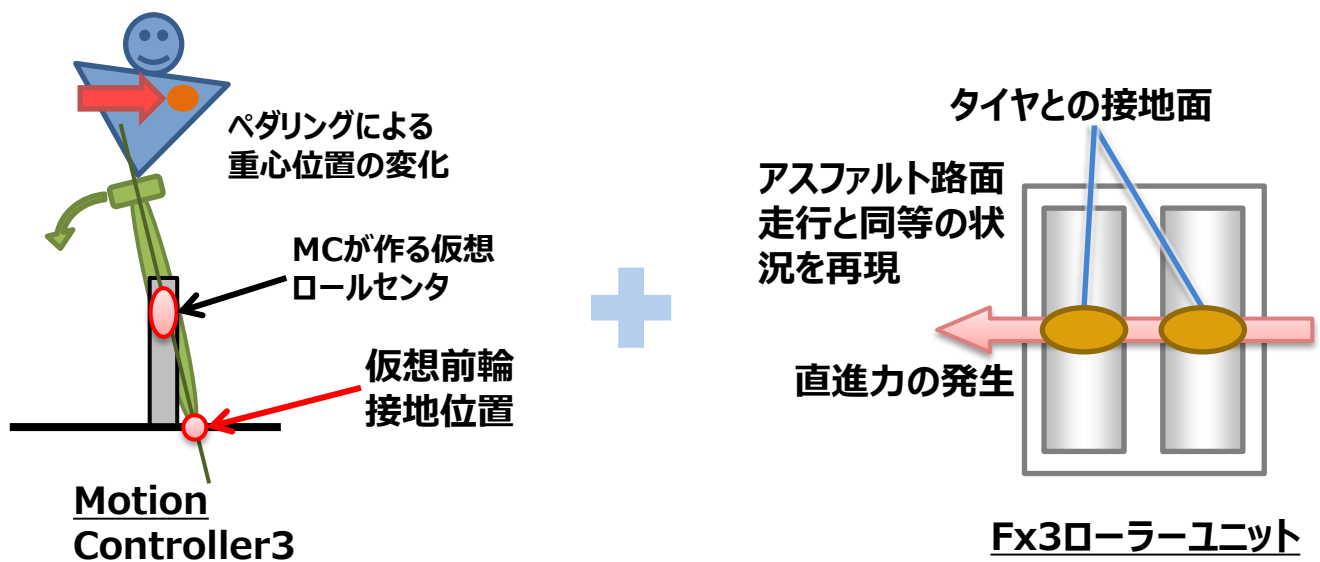 ペダリングによる
重心位置の変化
MCが作る仮想
ロールセンタ
仮想前輪
接地位置
Motion
Controller3
タイヤとの接地面
アスファルト路面
走行と同等の状
況を再現
直進力の発生
Fx3ローラーユニット